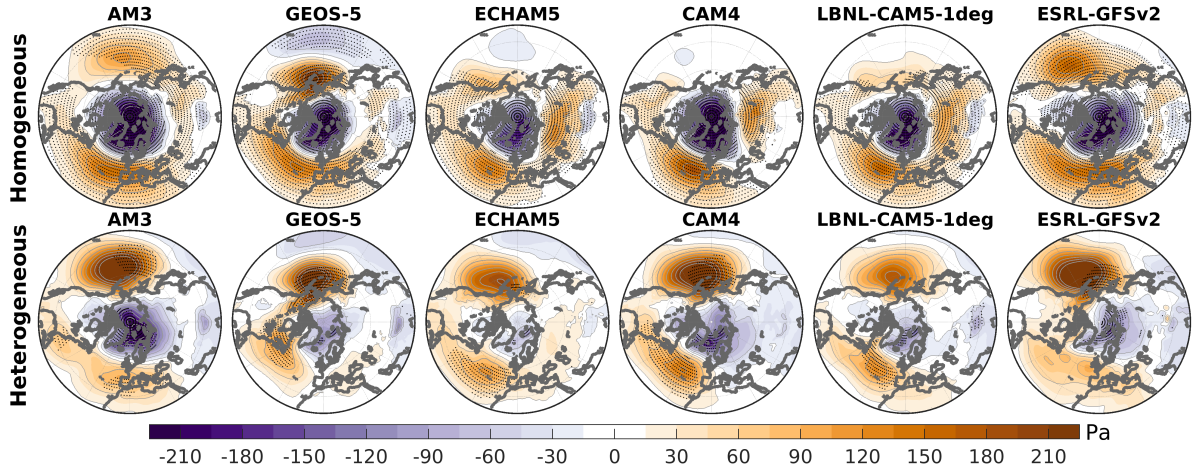 AM3 GEOS-5 ECHAM5 CAM4 LBNL-CAM5-1deg ESRL-GFSv2
Homogeneous
AM3 GEOS-5 ECHAM5 CAM4 LBNL-CAM5-1deg ESRL-GFSv2
Heterogeneous
Pa
-210 -180 -150 -120 -90 -60 -30 0 30 60 90 120 150 180 210